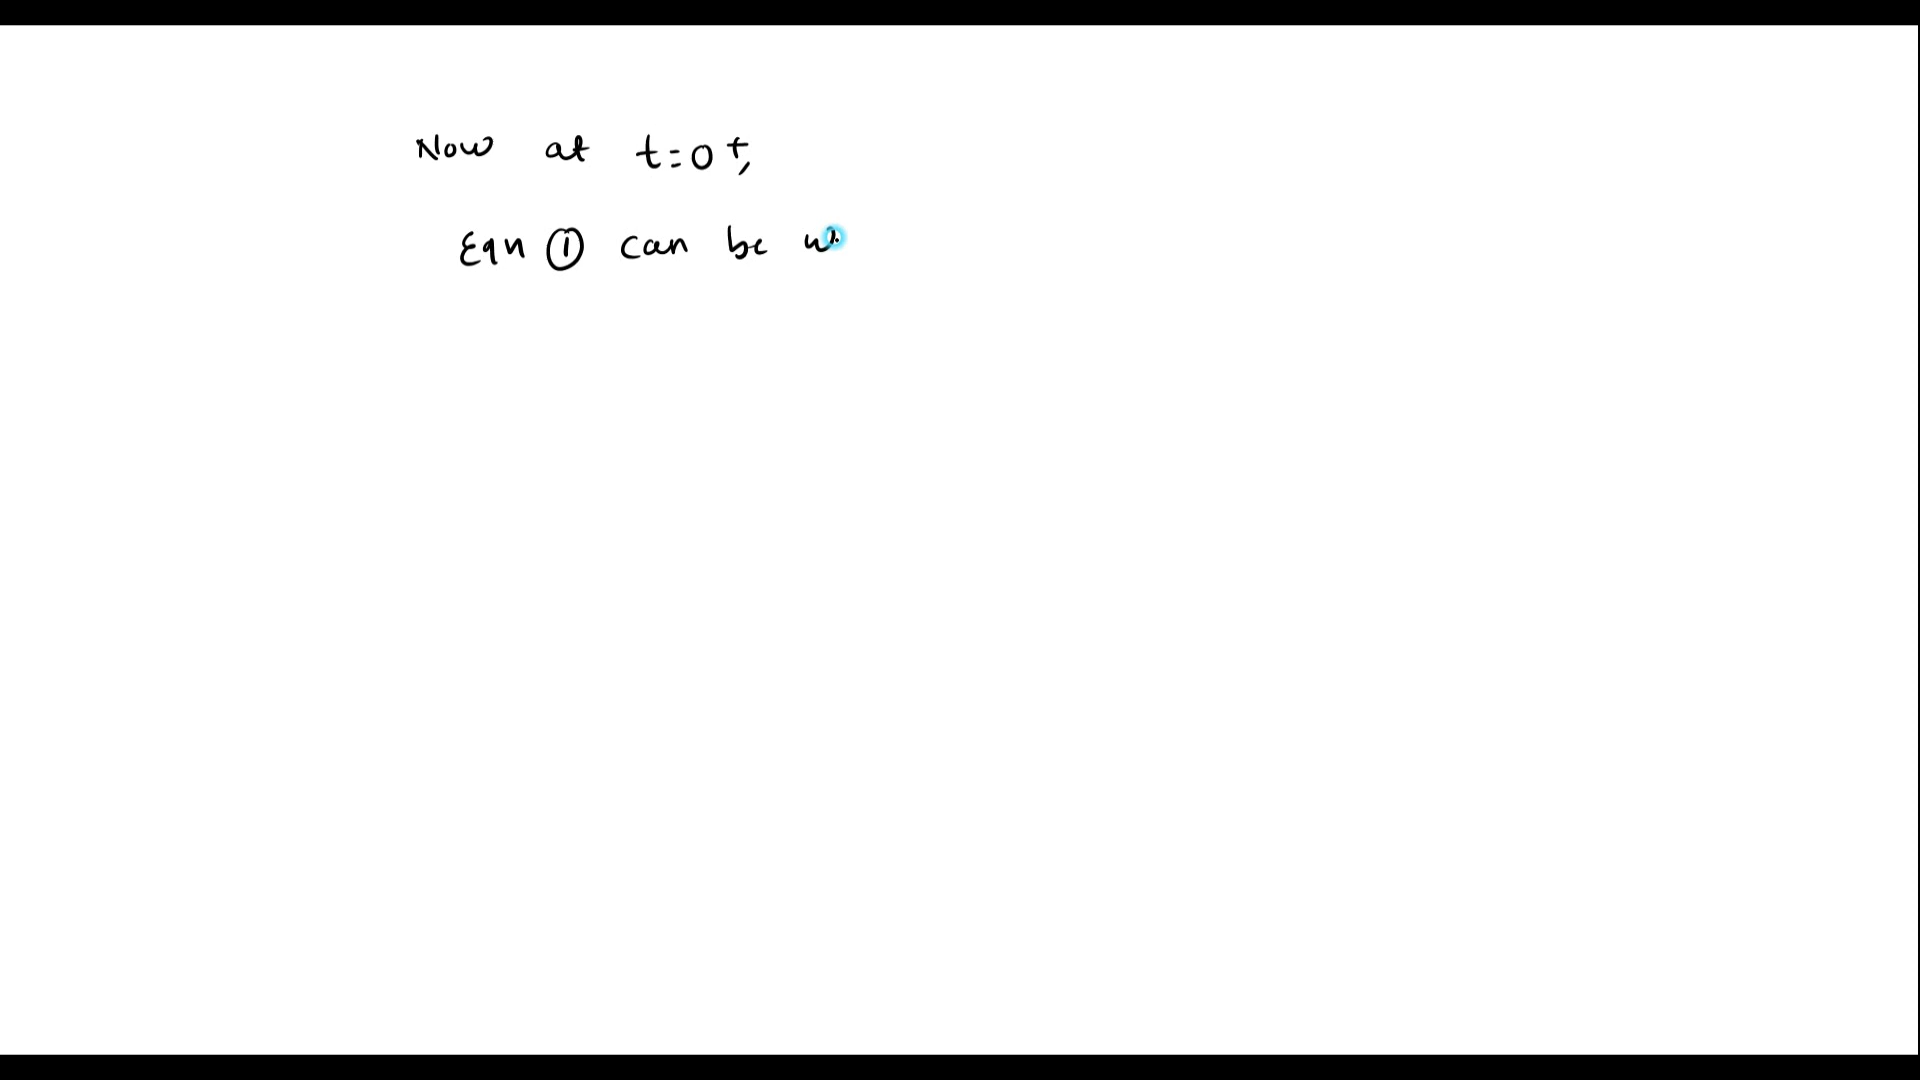 Now at t=0+,
Eqn ① can be w